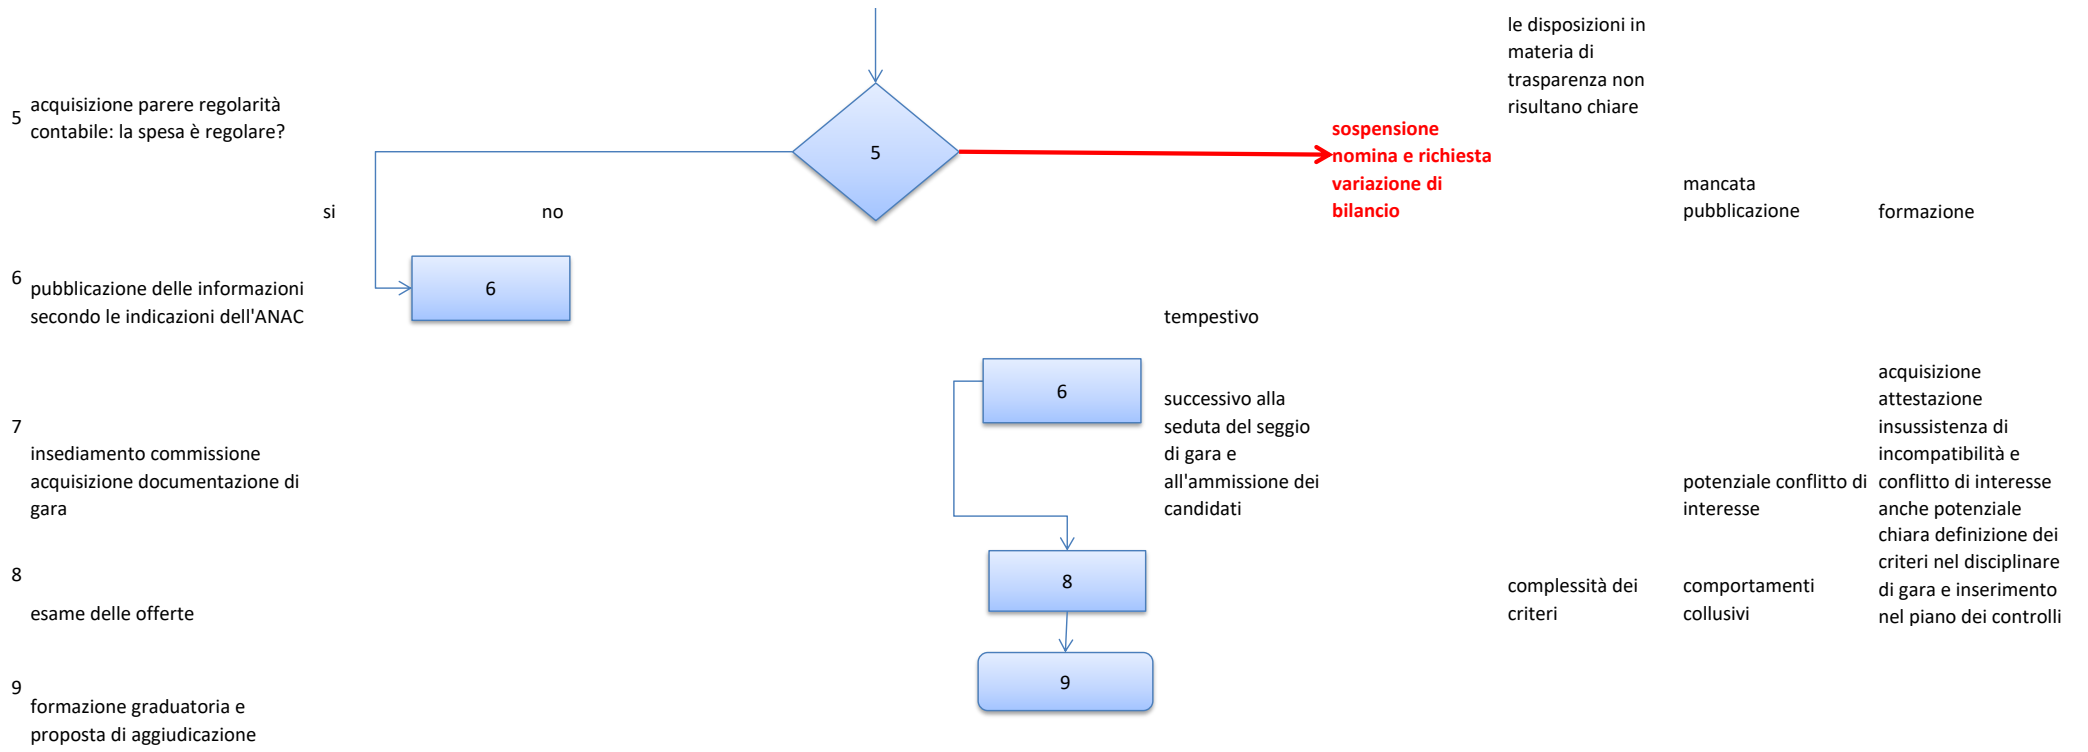 le disposizioni in
materia di
trasparenza non
risultano chiare
5
acquisizione parere regolarità
contabile: la spesa è regolare?
5
sospensione
nomina e richiesta
variazione di
bilancio
si
no
mancata
pubblicazione
formazione
6
pubblicazione delle informazioni
secondo le indicazioni dell'ANAC
6
tempestivo
7
insediamento commissione
acquisizione documentazione di
gara
6
successivo alla
seduta del seggio
di gara e
all'ammissione dei
candidati
potenziale conflitto di
interesse
acquisizione
attestazione
insussistenza di
incompatibilità e
conflitto di interesse
anche potenziale
8
esame delle offerte
8
complessità dei
criteri
comportamenti
collusivi
chiara definizione dei
criteri nel disciplinare
di gara e inserimento
nel piano dei controlli
9
formazione graduatoria e
proposta di aggiudicazione
9